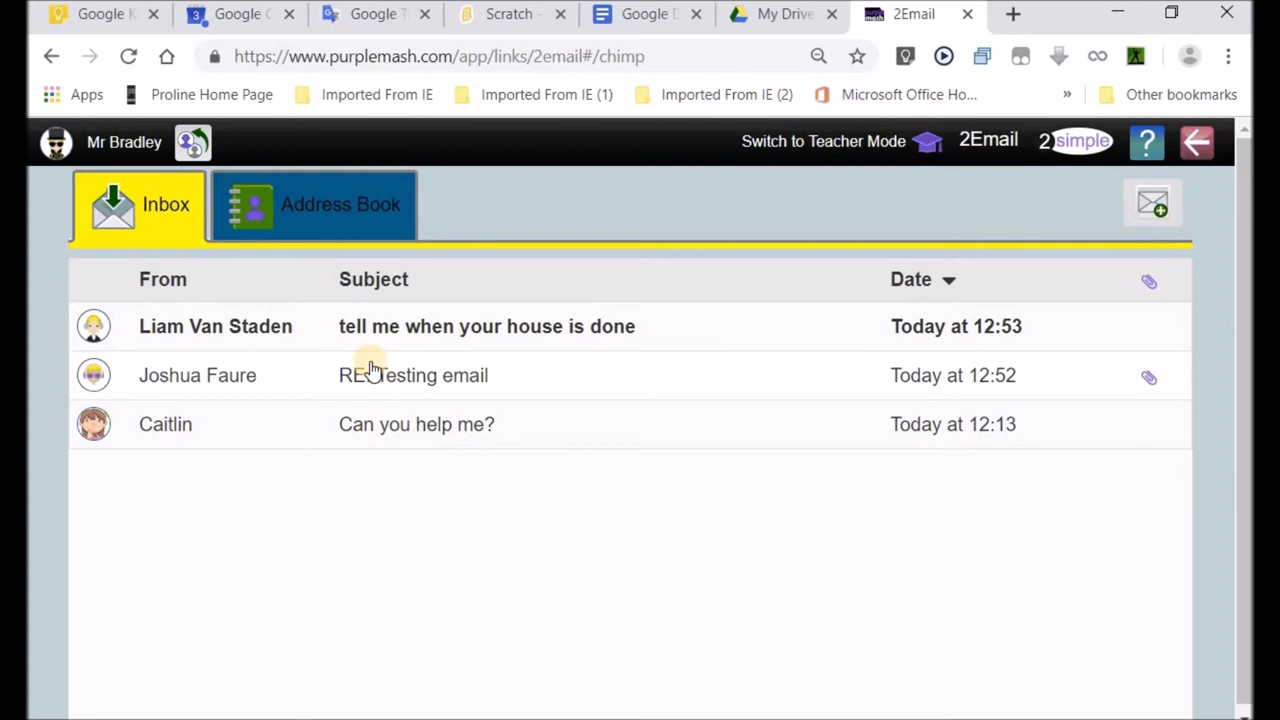 Google K
3 Google C
Google T
Scratch -
Google D
My Drive
2Email
https://www.purplemash.com/app/links/2email#/chimp
Apps Proline Home Page Imported From IE Imported From IE (1) Imported From IE (2) Microsoft Office Ho... » Other bookmarks
Mr Bradley Switch to Teacher Mode 2Email 2simple ?
Inbox Address Book
From Subject Date
Liam Van Staden tell me when your house is done Today at 12:53
Joshua Faure RE: Testing email Today at 12:52
Caitlin Can you help me? Today at 12:13